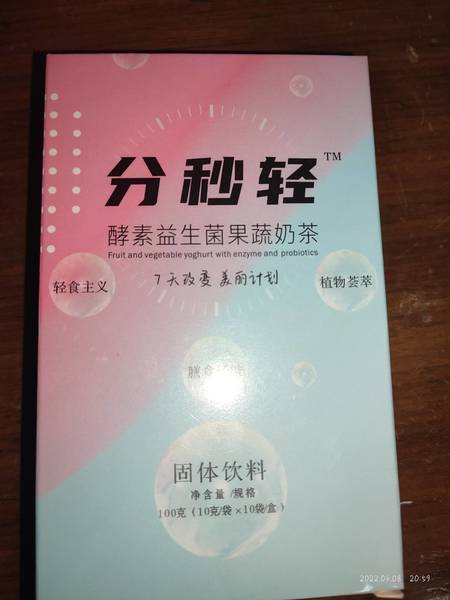 分秒轻™
酵素益生菌果蔬奶茶
Fruit and vegetable yoghurt with enzyme and probiotics
轻食主义
7天改变 美丽计划
植物荟萃
膳食
固体饮料
净含量/规格
100克(10克/袋×10袋/盒)
2022.04.08 20:59